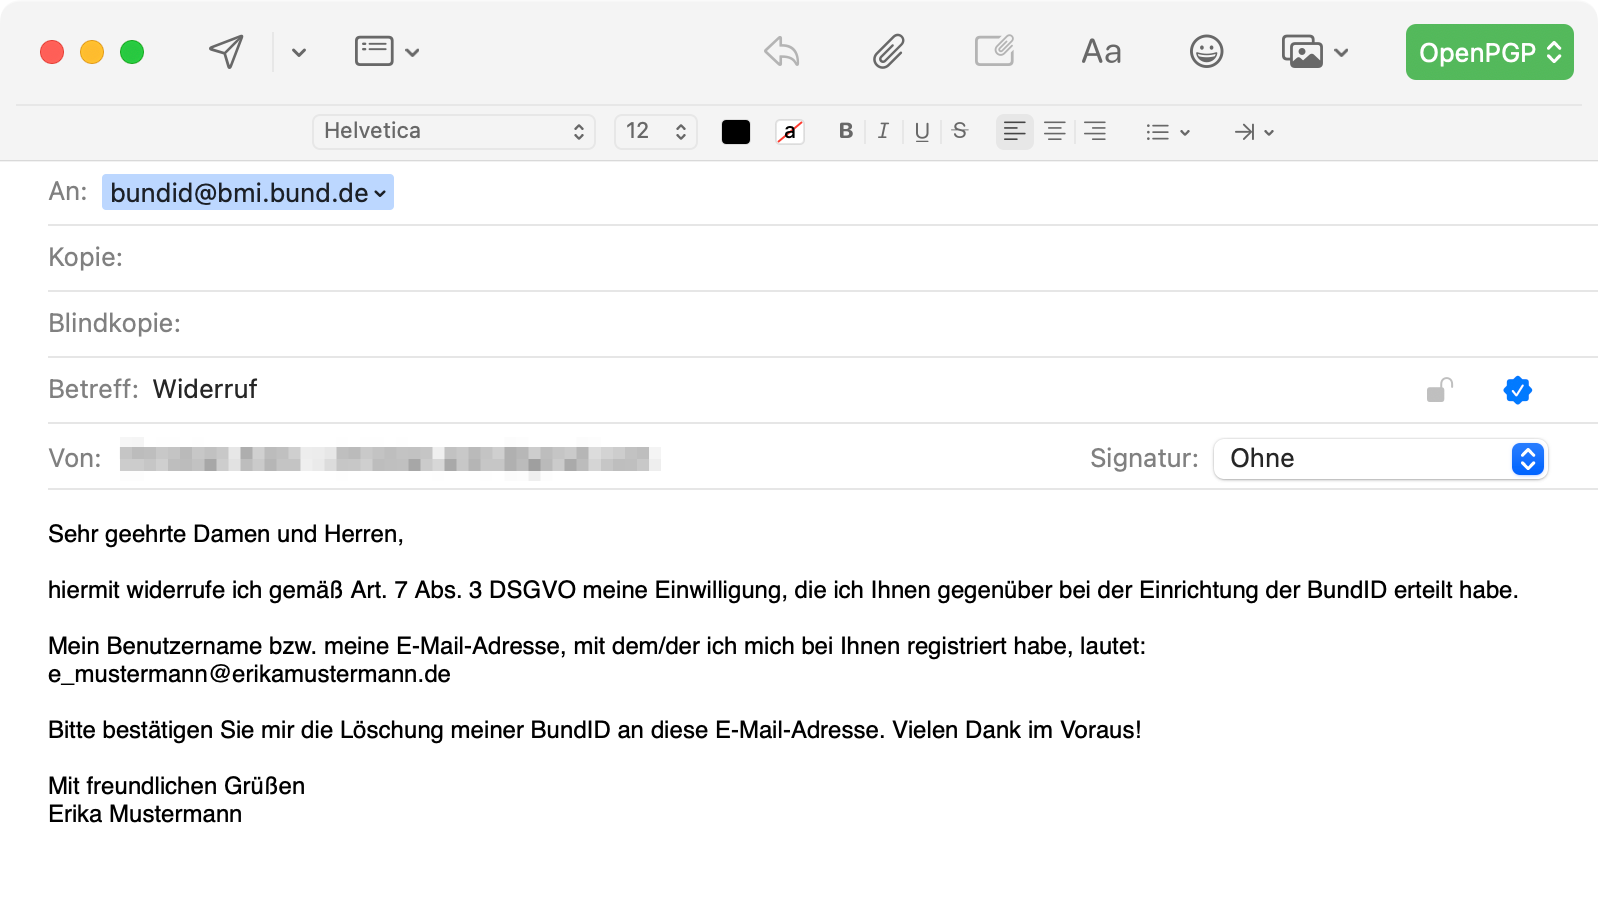 OpenPGP
Helvetica 12 a B I U S
An: bundid@bmi.bund.de
Kopie:
Blindkopie:
Betreff: Widerruf
Von: Signatur: Ohne
Sehr geehrte Damen und Herren,
hiermit widerrufe ich gemäß Art. 7 Abs. 3 DSGVO meine Einwilligung, die ich Ihnen gegenüber bei der Einrichtung der BundID erteilt habe.
Mein Benutzername bzw. meine E-Mail-Adresse, mit dem/der ich mich bei Ihnen registriert habe, lautet:
e_mustermann@erikamustermann.de
Bitte bestätigen Sie mir die Löschung meiner BundID an diese E-Mail-Adresse. Vielen Dank im Voraus!
Mit freundlichen Grüßen
Erika Mustermann